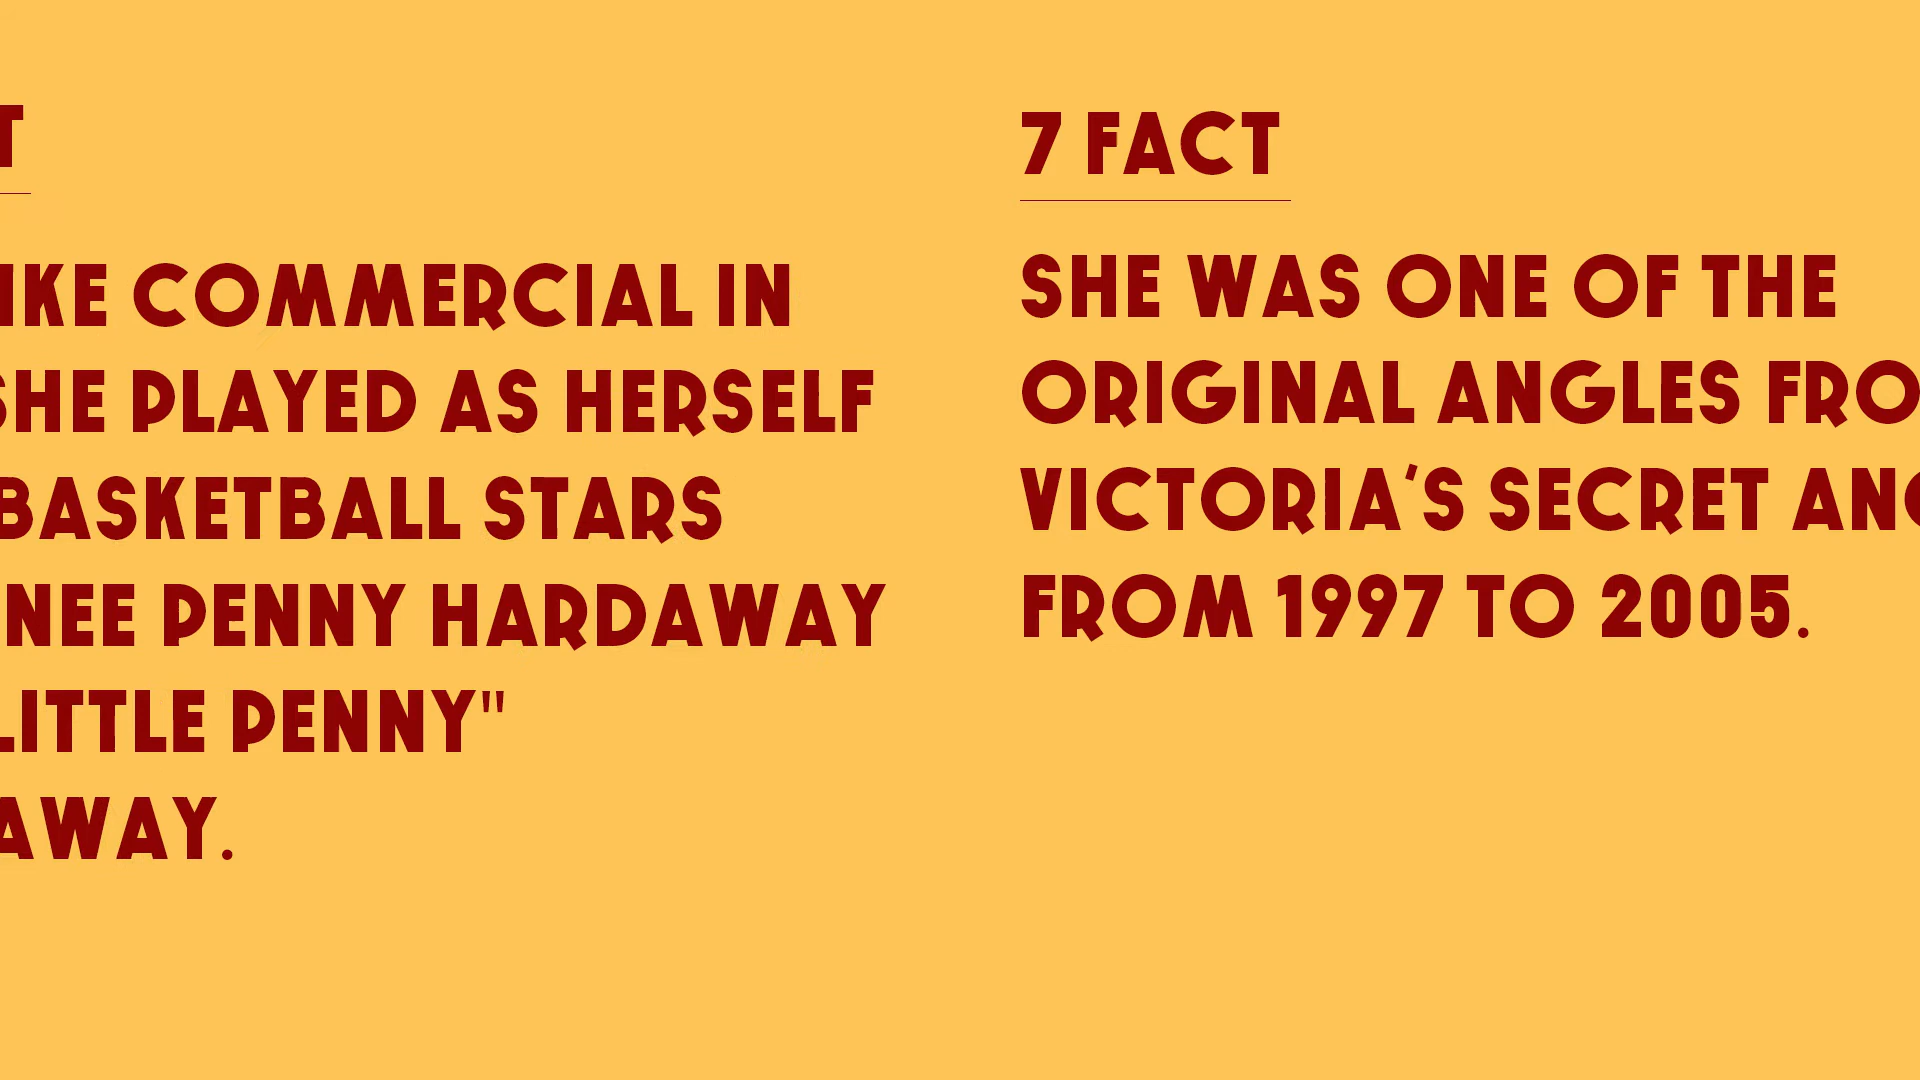 T
IKE COMMERCIAL IN
SHE PLAYED AS HERSELF
BASKETBALL STARS
NEE PENNY HARDAWAY
LITTLE PENNY"
AWAY.
7 FACT
SHE WAS ONE OF THE
ORIGINAL ANGLES FRO
VICTORIA'S SECRET ANG
FROM 1997 TO 2005.